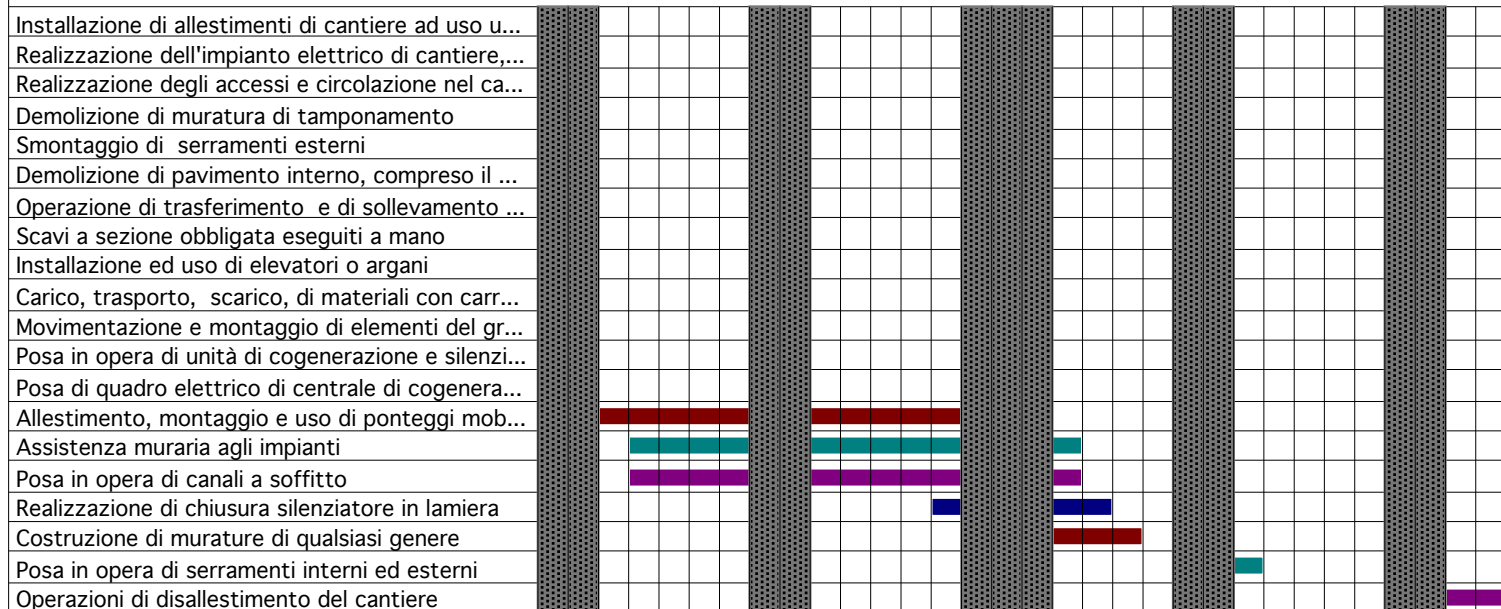 Installazione di allestimenti di cantiere ad uso u...
Realizzazione dell'impianto elettrico di cantiere,...
Realizzazione degli accessi e circolazione nel ca...
Demolizione di muratura di tamponamento
Smontaggio di  serramenti esterni
Demolizione di pavimento interno, compreso il ...
Operazione di trasferimento  e di sollevamento ...
Scavi a sezione obbligata eseguiti a mano
Installazione ed uso di elevatori o argani
Carico, trasporto,  scarico, di materiali con carr...
Movimentazione e montaggio di elementi del gr...
Posa in opera di unità di cogenerazione e silenzi...
Posa di quadro elettrico di centrale di cogenera...
Allestimento, montaggio e uso di ponteggi mob...
Assistenza muraria agli impianti
Posa in opera di canali a soffitto
Realizzazione di chiusura silenziatore in lamiera
Costruzione di murature di qualsiasi genere
Posa in opera di serramenti interni ed esterni
Operazioni di disallestimento del cantiere